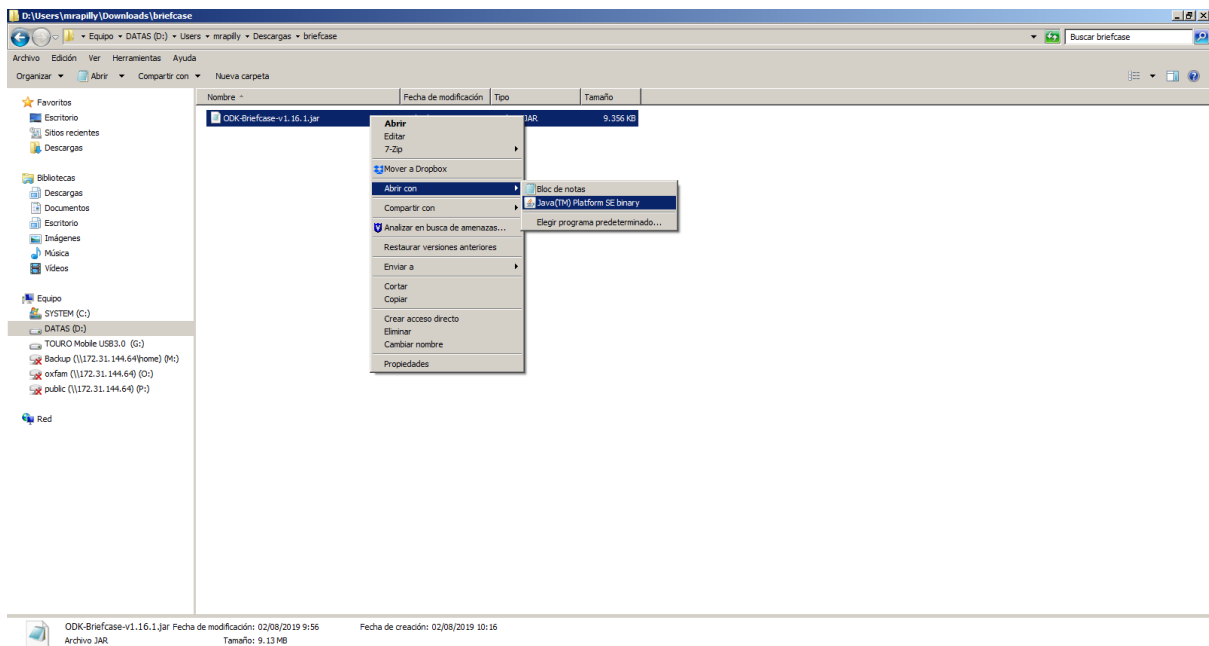 D:\Users\mrapilly\Downloads\briefcase
Equipo DATAS (D:) Users mrapilly Descargas briefcase
Buscar briefcase
Archivo Edición Ver Herramientas Ayuda
Organizar Abrir Compartir con Nueva carpeta
Nombre Fecha de modificación Tipo Tamaño
ODK-Briefcase-v1.16.1.jar JAR 9.356 KB
Favoritos
Escritorio
Sitios recientes
Descargas
Bibliotecas
Descargas
Documentos
Escritorio
Imágenes
Música
Vídeos
Equipo
SYSTEM (C:)
DATAS (D:)
TOURO Mobile USB3.0 (G:)
Backup (\\172.31.144.64\home) (M:)
oxfam (\\172.31.144.64) (O:)
public (\\172.31.144.64) (P:)
Red
Abrir
Editar
7-Zip
Mover a Dropbox
Abrir con
Compartir con
Analizar en busca de amenazas...
Restaurar versiones anteriores
Enviar a
Cortar
Copiar
Crear acceso directo
Eliminar
Cambiar nombre
Propiedades
Bloc de notas
Java(TM) Platform SE binary
Elegir programa predeterminado...
ODK-Briefcase-v1.16.1.jar Fecha de modificación: 02/08/2019 9:56 Fecha de creación: 02/08/2019 10:16
Archivo JAR Tamaño: 9.13 MB